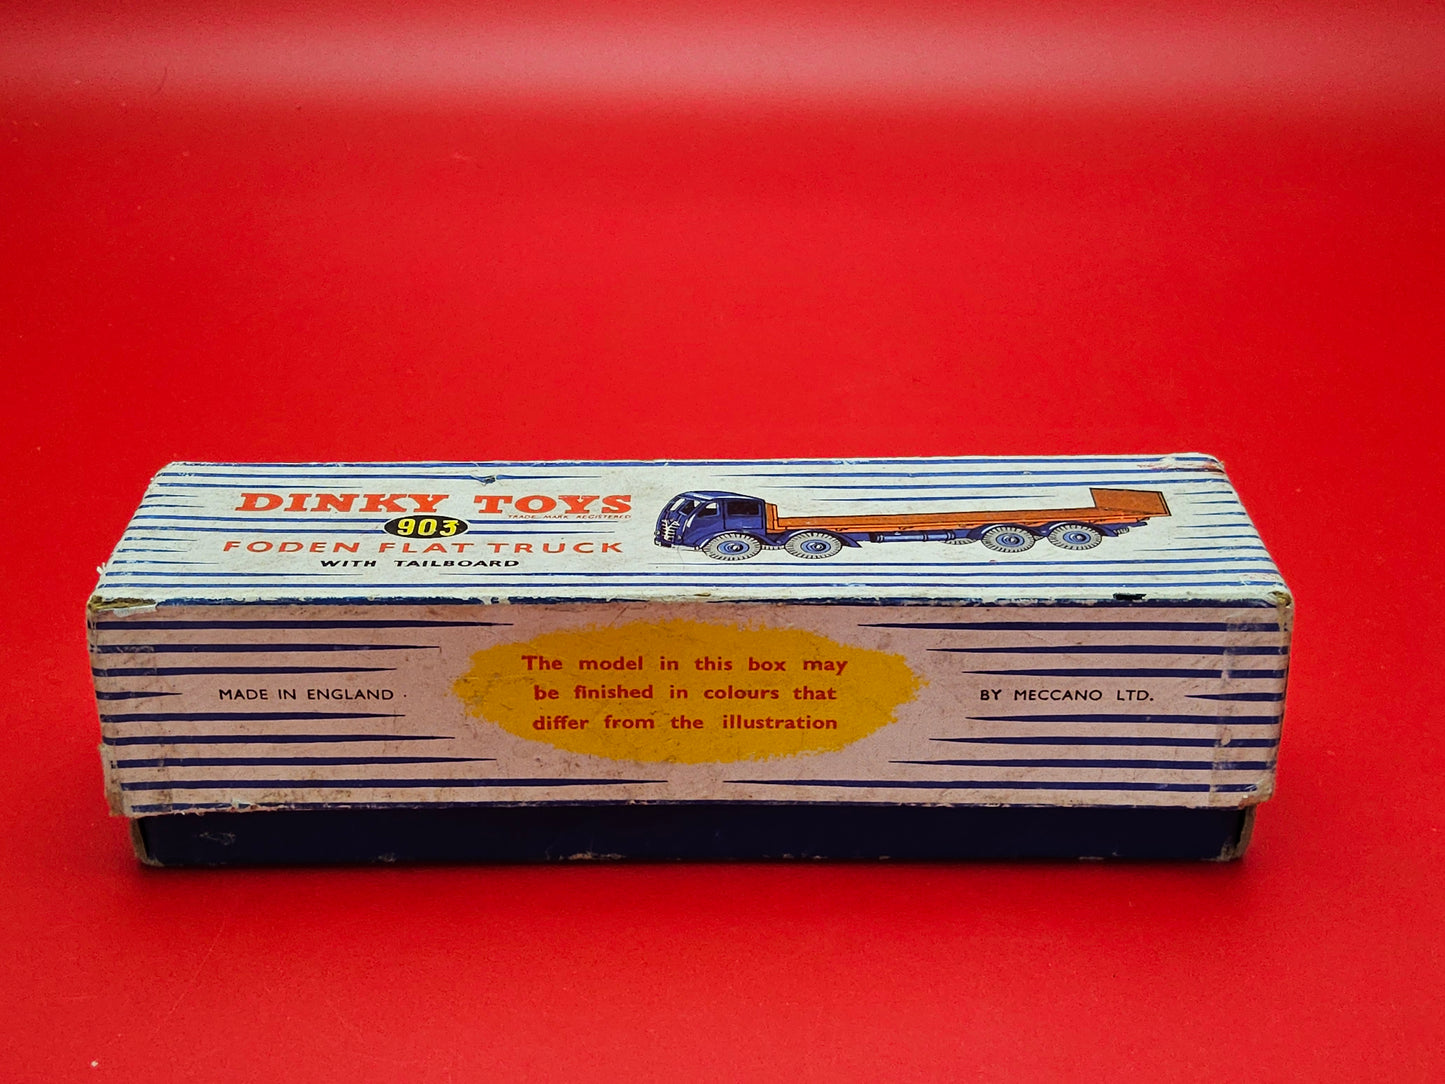 DINKY TOYS
TRADE MARK REGISTERED
903
FODEN FLAT TRUCK
WITH TAILBOARD
The model in this box may
be finished in colours that
differ from the illustration
MADE IN ENGLAND
BY MECCANO LTD.